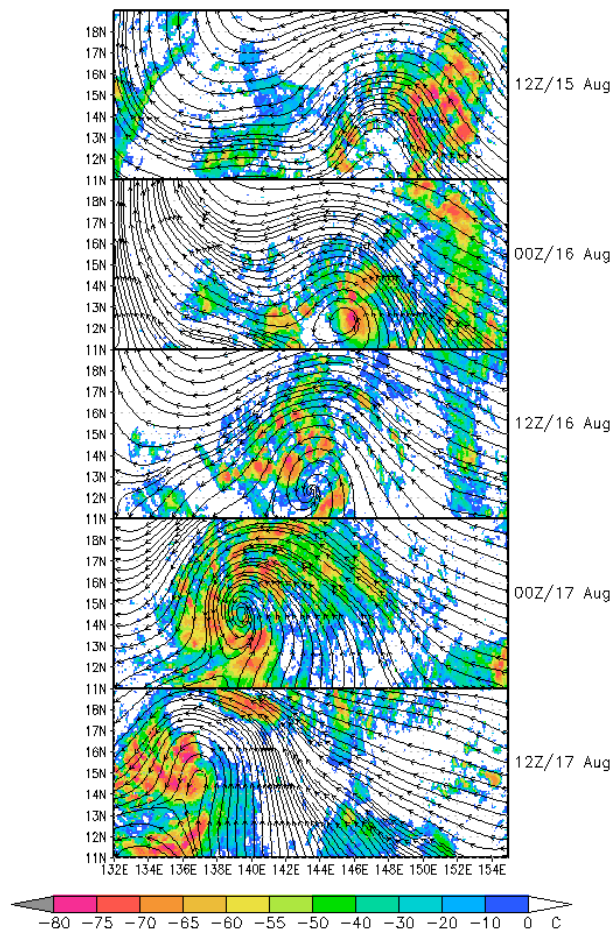 18N
17N
16N
15N
14N
13N
12N
11N
12Z/15 Aug
18N
17N
16N
15N
14N
13N
12N
11N
00Z/16 Aug
18N
17N
16N
15N
14N
13N
12N
11N
12Z/16 Aug
18N
17N
16N
15N
14N
13N
12N
11N
00Z/17 Aug
18N
17N
16N
15N
14N
13N
12N
11N
12Z/17 Aug
132E 134E 136E 138E 140E 142E 144E 146E 148E 150E 152E 154E
-80 -75 -70 -65 -60 -55 -50 -40 -30 -20 -10 0 C